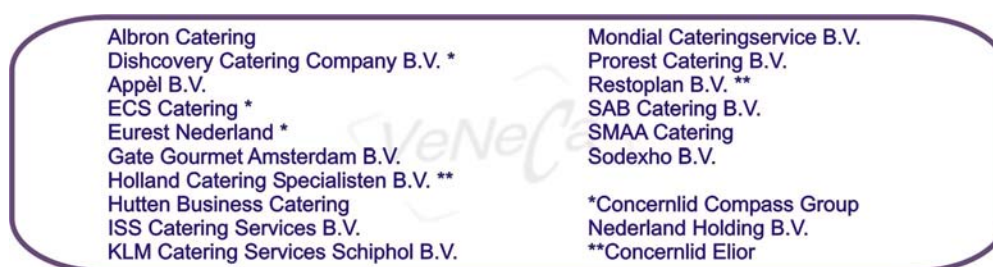 Albron Catering
Dishcovery Catering Company B.V. *
Appèl B.V.
ECS Catering *
Eurest Nederland *
Gate Gourmet Amsterdam B.V.
Holland Catering Specialisten B.V. **
Hutten Business Catering
ISS Catering Services B.V.
KLM Catering Services Schiphol B.V.
Mondial Cateringservice B.V.
Prorest Catering B.V.
Restoplan B.V. **
SAB Catering B.V.
SMAA Catering
Sodexho B.V.
*Concernlid Compass Group
Nederland Holding B.V.
**Concernlid Elior